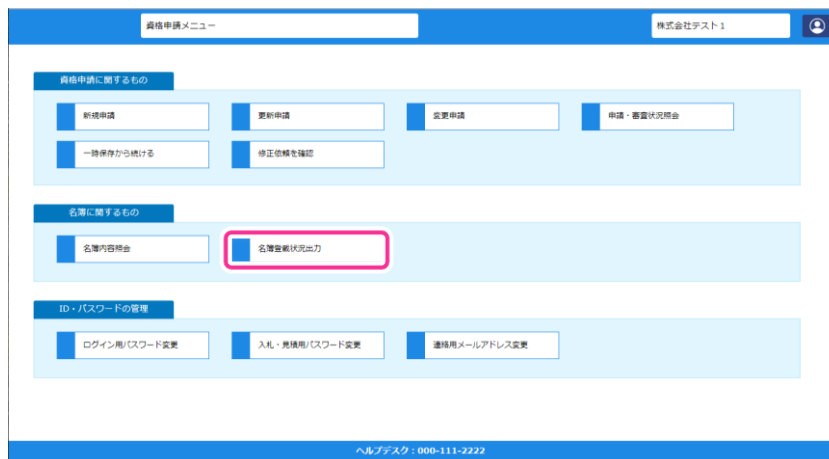 資格申請メニュー 株式会社テスト1
資格申請に関するもの
新規申請 更新申請 変更申請 申請・審査状況照会
一時保存から続ける 修正依頼を確認
名簿に関するもの
名簿内容照会 名簿登載状況出力
ID・パスワードの管理
ログイン用パスワード変更 入札・見積用パスワード変更 連絡用メールアドレス変更
ヘルプデスク：000-111-2222